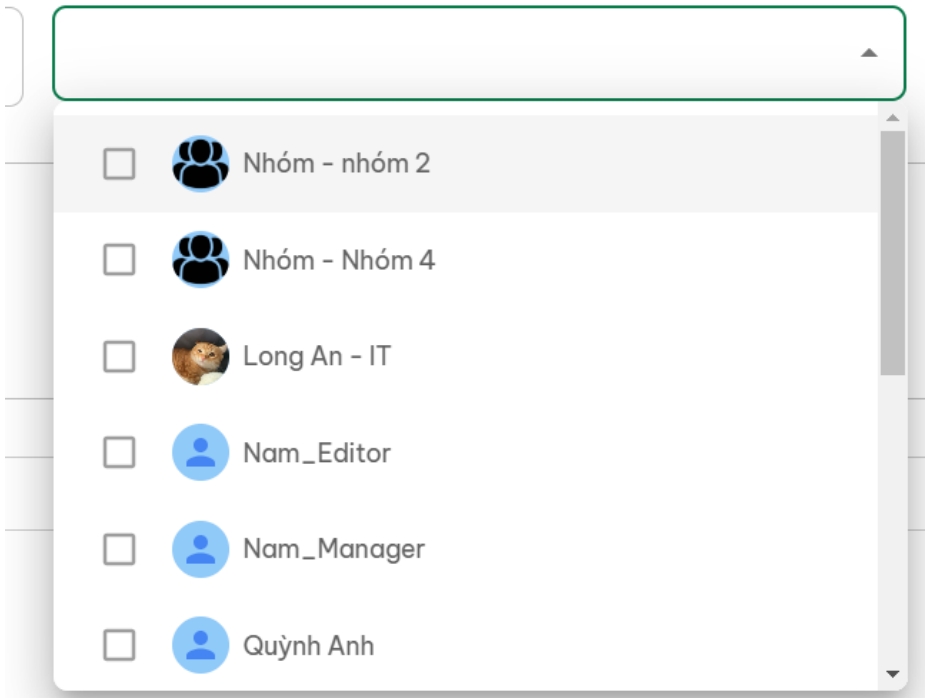 Nhóm - nhóm 2
Nhóm - Nhóm 4
Long An - IT
Nam_Editor
Nam_Manager
Quỳnh Anh